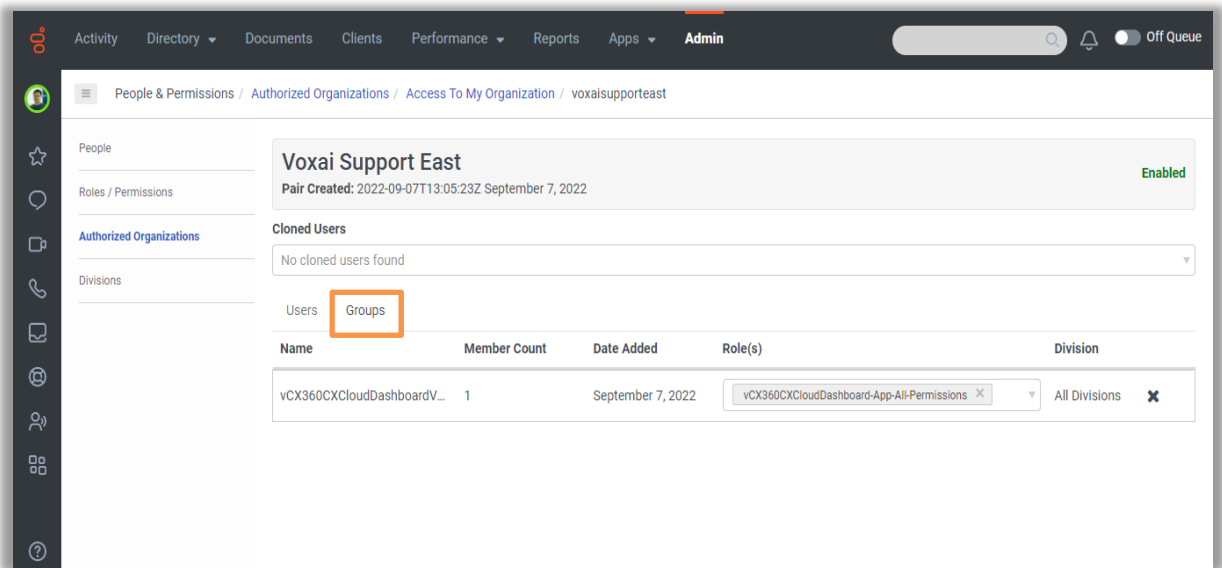 Activity Directory Documents Clients Performance Reports Apps Admin Off Queue
People & Permissions / Authorized Organizations / Access To My Organization / voxaisupporteast
People
Roles / Permissions
Authorized Organizations
Divisions
Voxai Support East
Pair Created: 2022-09-07T13:05:23Z September 7, 2022
Enabled
Cloned Users
No cloned users found
Users Groups
Name Member Count Date Added Role(s) Division
vCX360CXCloudDashboardV... 1 September 7, 2022 vCX360CXCloudDashboard-App-All-Permissions All Divisions